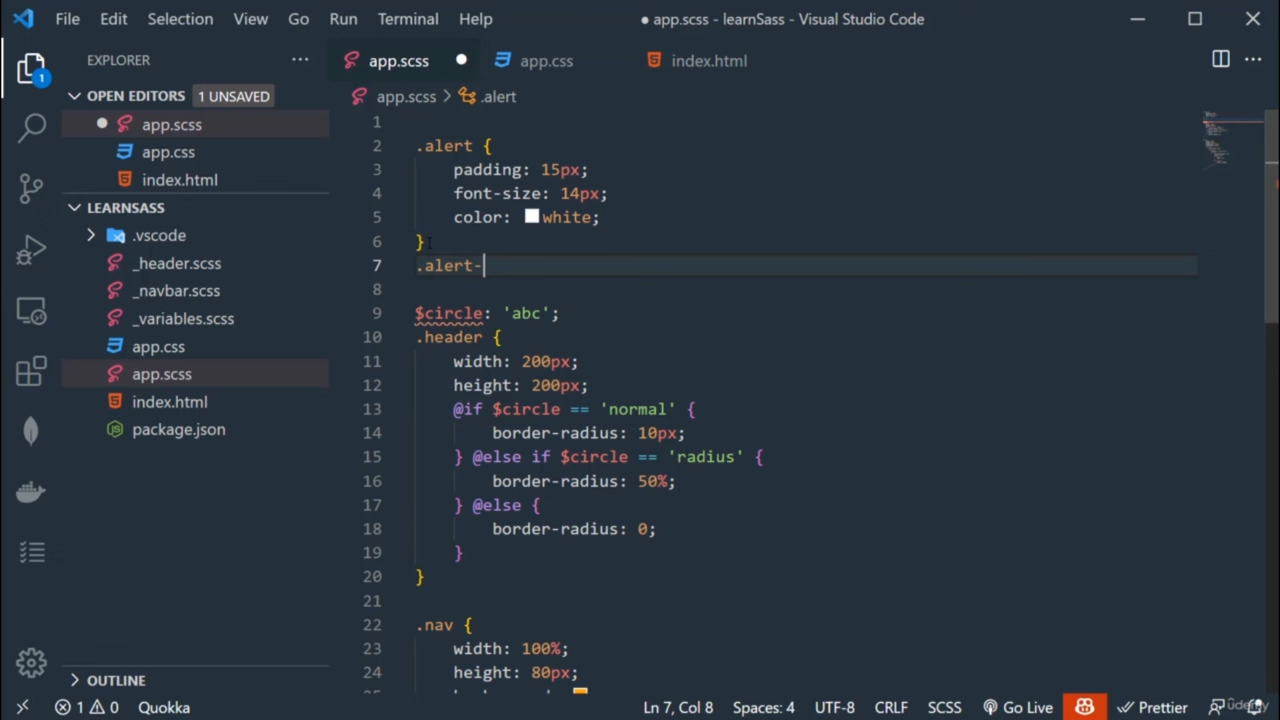 File Edit Selection View Go Run Terminal Help
● app.scss - learnSass - Visual Studio Code
EXPLORER ...
app.scss ● app.css index.html
1
OPEN EDITORS 1 UNSAVED
app.scss > .alert
● app.scss
app.css
index.html
LEARNSASS
.vscode
_header.scss
_navbar.scss
_variables.scss
app.css
app.scss
index.html
package.json
OUTLINE
1
2 .alert {
3 padding: 15px;
4 font-size: 14px;
5 color: white;
6 }
7 .alert-
8
9 $circle: 'abc';
10 .header {
11 width: 200px;
12 height: 200px;
13 @if $circle == 'normal' {
14 border-radius: 10px;
15 } @else if $circle == 'radius' {
16 border-radius: 50%;
17 } @else {
18 border-radius: 0;
19 }
20 }
21
22 .nav {
23 width: 100%;
24 height: 80px;
1 0 Quokka Ln 7, Col 8 Spaces: 4 UTF-8 CRLF SCSS Go Live Prettier
udemy